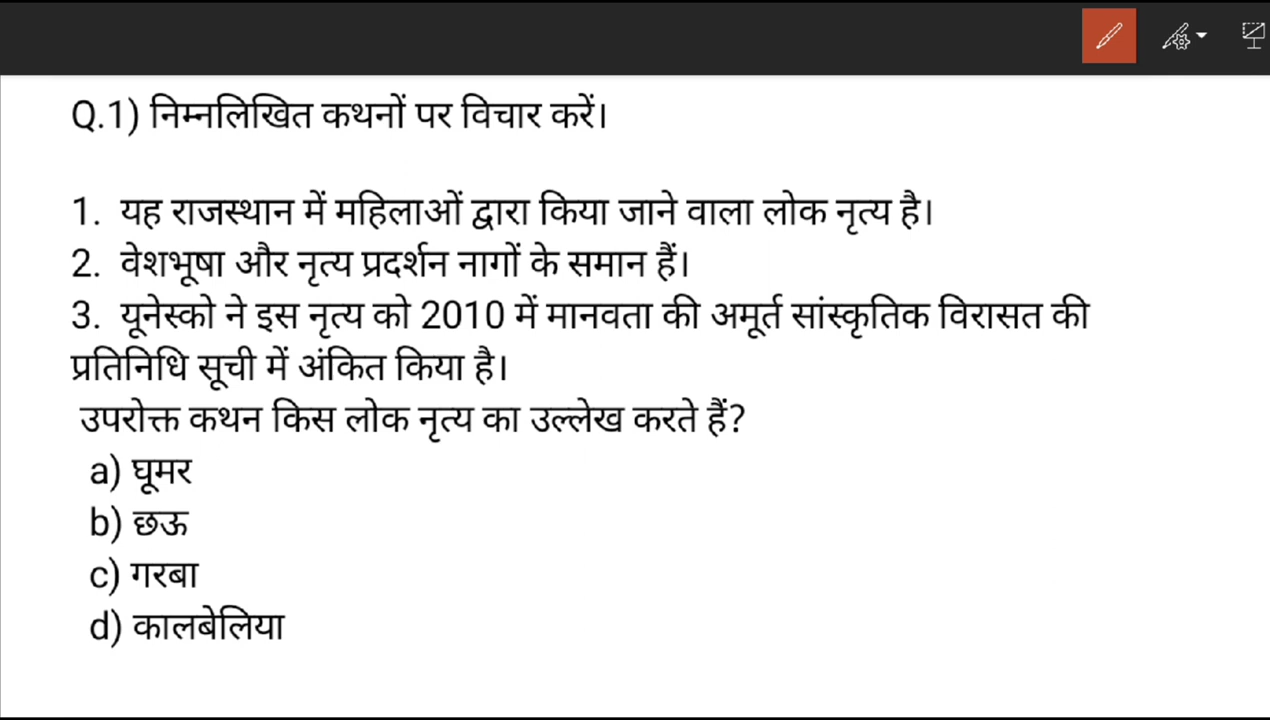 Q.1) निम्नलिखित कथनों पर विचार करें।
1. यह राजस्थान में महिलाओं द्वारा किया जाने वाला लोक नृत्य है।
2. वेशभूषा और नृत्य प्रदर्शन नागों के समान हैं।
3. यूनेस्को ने इस नृत्य को 2010 में मानवता की अमूर्त सांस्कृतिक विरासत की
प्रतिनिधि सूची में अंकित किया है।
उपरोक्त कथन किस लोक नृत्य का उल्लेख करते हैं?
a) घूमर
b) छऊ
c) गरबा
d) कालबेलिया